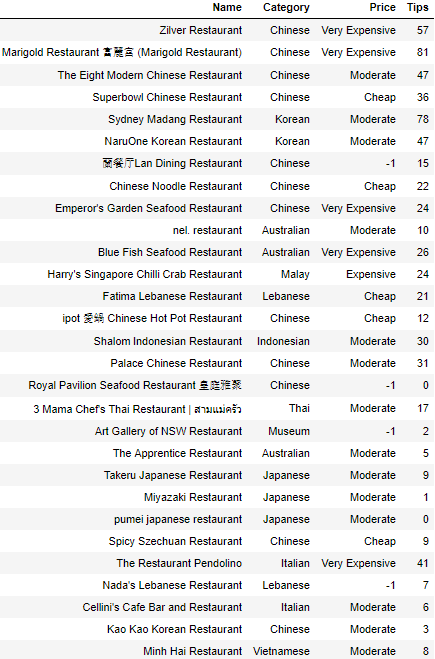 Name Category Price Tips
Zilver Restaurant Chinese Very Expensive 57
Marigold Restaurant 富麗宮 (Marigold Restaurant) Chinese Very Expensive 81
The Eight Modern Chinese Restaurant Chinese Moderate 47
Superbowl Chinese Restaurant Chinese Cheap 36
Sydney Madang Restaurant Korean Moderate 78
NaruOne Korean Restaurant Korean Moderate 47
蘭餐厅Lan Dining Restaurant Chinese -1 15
Chinese Noodle Restaurant Chinese Cheap 22
Emperor's Garden Seafood Restaurant Chinese Very Expensive 24
nel. restaurant Australian Moderate 10
Blue Fish Seafood Restaurant Australian Very Expensive 26
Harry's Singapore Chilli Crab Restaurant Malay Expensive 24
Fatima Lebanese Restaurant Lebanese Cheap 21
ipot 愛鍋 Chinese Hot Pot Restaurant Chinese Cheap 12
Shalom Indonesian Restaurant Indonesian Moderate 30
Palace Chinese Restaurant Chinese Moderate 31
Royal Pavilion Seafood Restaurant 皇庭雅聚 Chinese -1 0
3 Mama Chef's Thai Restaurant | สามแม่ครัว Thai Moderate 17
Art Gallery of NSW Restaurant Museum -1 2
The Apprentice Restaurant Australian Moderate 5
Takeru Japanese Restaurant Japanese Moderate 9
Miyazaki Restaurant Japanese Moderate 1
pumei japanese restaurant Japanese Moderate 0
Spicy Szechuan Restaurant Chinese Cheap 9
The Restaurant Pendolino Italian Very Expensive 41
Nada's Lebanese Restaurant Lebanese -1 7
Cellini's Cafe Bar and Restaurant Italian Moderate 6
Kao Kao Korean Restaurant Chinese Moderate 3
Minh Hai Restaurant Vietnamese Moderate 8